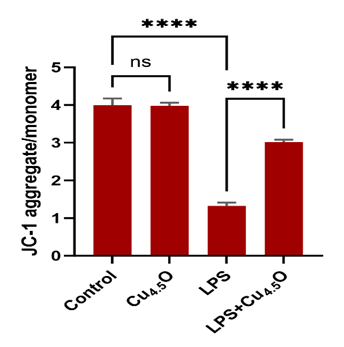 ****
ns
****
JC-1 aggregate/monomer
5
4
3
2
1
0
Control
Cu4.5O
LPS
LPS+Cu4.5O